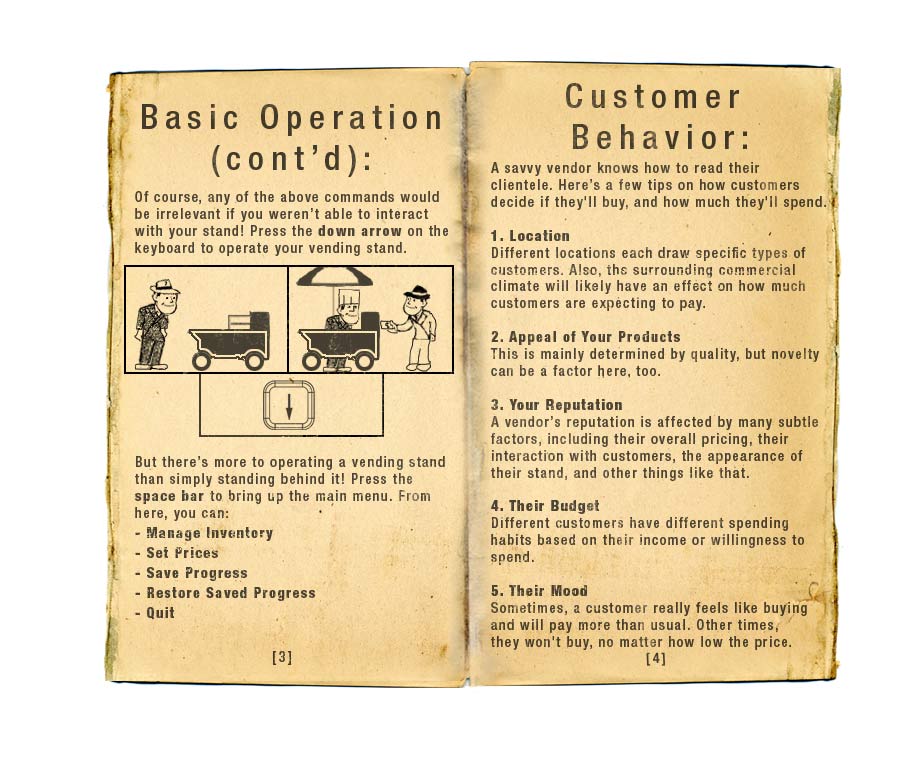 Basic Operation
(cont'd):
Of course, any of the above commands would
be irrelevant if you weren't able to interact
with your stand! Press the down arrow on the
keyboard to operate your vending stand.
But there's more to operating a vending stand
than simply standing behind it! Press the
space bar to bring up the main menu. From
here, you can:
- Manage Inventory
- Set Prices
- Save Progress
- Restore Saved Progress
- Quit
[3]
Customer
Behavior:
A savvy vendor knows how to read their
clientele. Here's a few tips on how customers
decide if they'll buy, and how much they'll spend.
1. Location
Different locations each draw specific types of
customers. Also, the surrounding commercial
climate will likely have an effect on how much
customers are expecting to pay.
2. Appeal of Your Products
This is mainly determined by quality, but novelty
can be a factor here, too.
3. Your Reputation
A vendor's reputation is affected by many subtle
factors, including their overall pricing, their
interaction with customers, the appearance of
their stand, and other things like that.
4. Their Budget
Different customers have different spending
habits based on their income or willingness to
spend.
5. Their Mood
Sometimes, a customer really feels like buying
and will pay more than usual. Other times,
they won't buy, no matter how low the price.
[4]